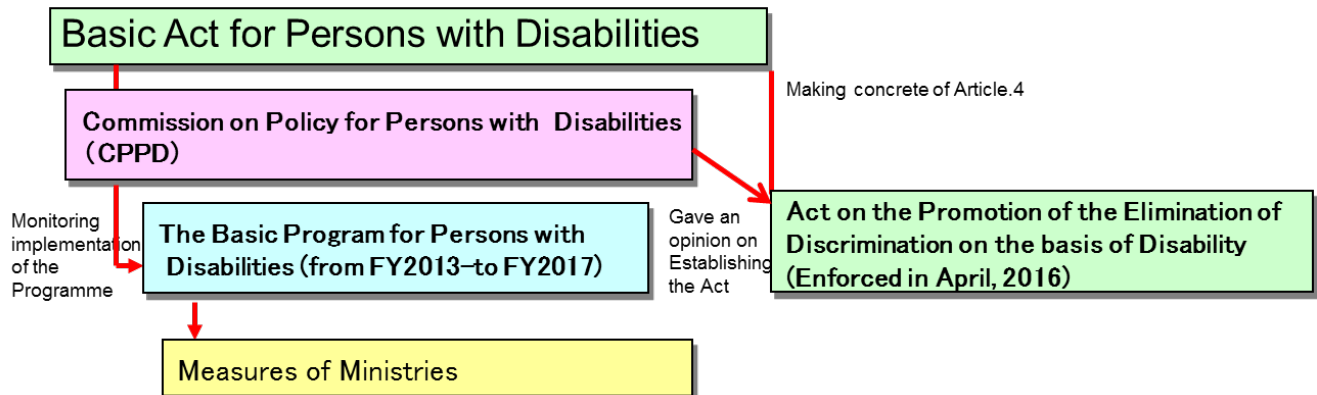 Basic Act for Persons with Disabilities
Making concrete of Article.4
Commission on Policy for Persons with Disabilities
(CPPD)
Monitoring
implementation
of the
Programme
The Basic Program for Persons with
Disabilities (from FY2013–to FY2017)
Gave an
opinion on
Establishing
the Act
Act on the Promotion of the Elimination of
Discrimination on the basis of Disability
(Enforced in April, 2016)
Measures of Ministries